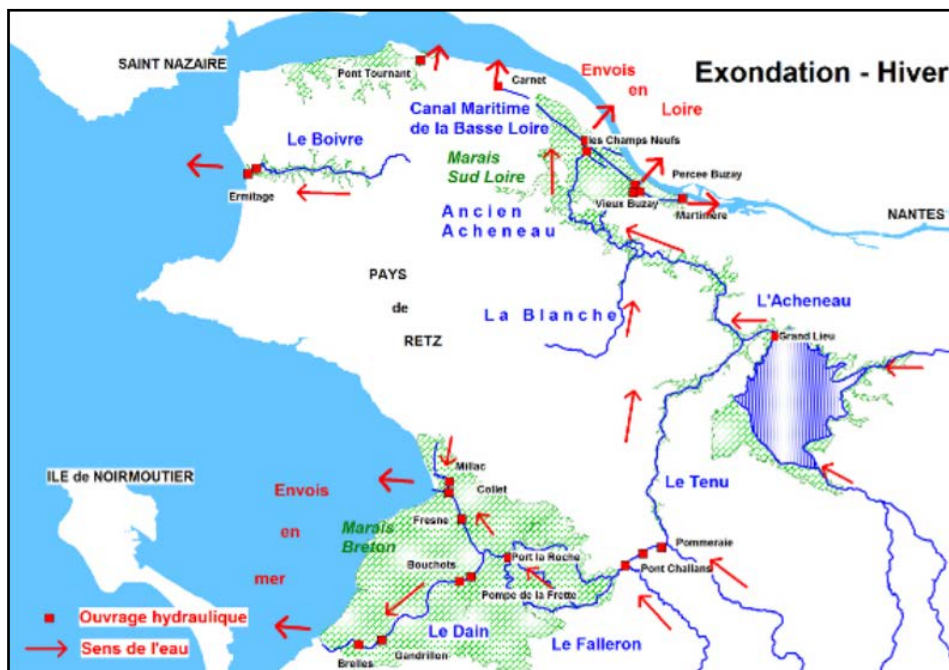 SAINT NAZAIRE
Pont Tournant
Carnet
Envois
en
Loire
Exondation - Hiver
Canal Maritime
de la Basse Loire
Le Boivre
les Champs Neufs
Marais
Sud Loire
Percee Buzay
Ermitage
Vieux Buzay
Martiniere
NANTES
Ancien
Acheneau
PAYS
de
RETZ
La Blanche
L'Acheneau
Grand Lieu
ILE de NOIRMOUTIER
Millac
Collet
Envois
en
mer
Le Tenu
Fresne
Marais
Breton
Pommeraie
Port la Roche
Pont Challans
Bouchots
Pompe de la Frette
Ouvrage hydraulique
Sens de l'eau
Le Dain
Le Falleron
Gandrillon
Brelles